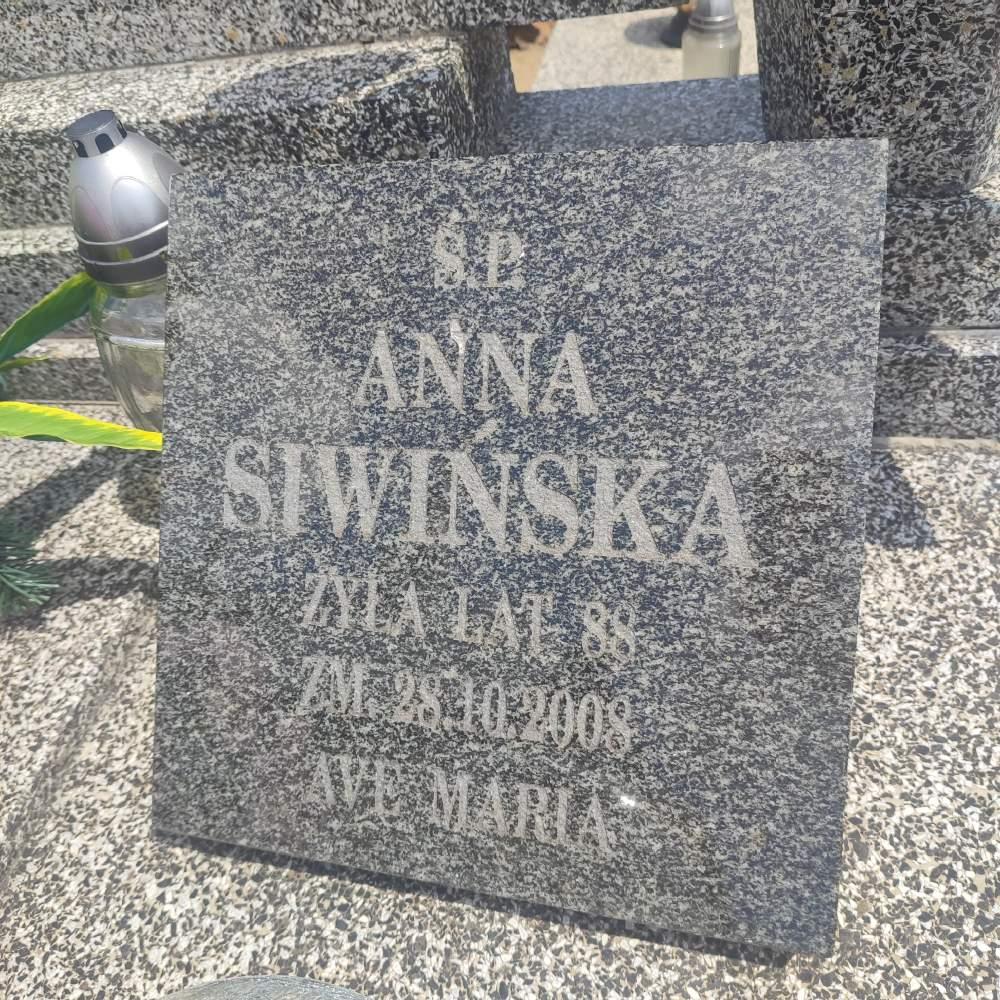 Ś.P.
ANNA
SIWIŃSKA
ŻYŁA LAT 88
ZM. 28.10.2008
AVE MARIA